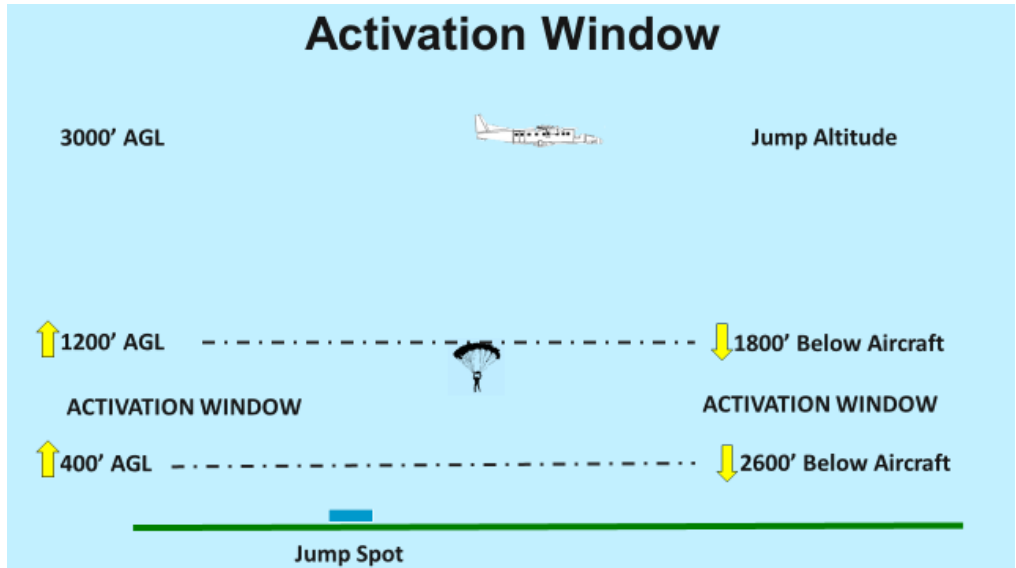 Activation Window
3000’ AGL
Jump Altitude
1200’ AGL
1800’ Below Aircraft
ACTIVATION WINDOW
ACTIVATION WINDOW
400’ AGL
2600’ Below Aircraft
Jump Spot